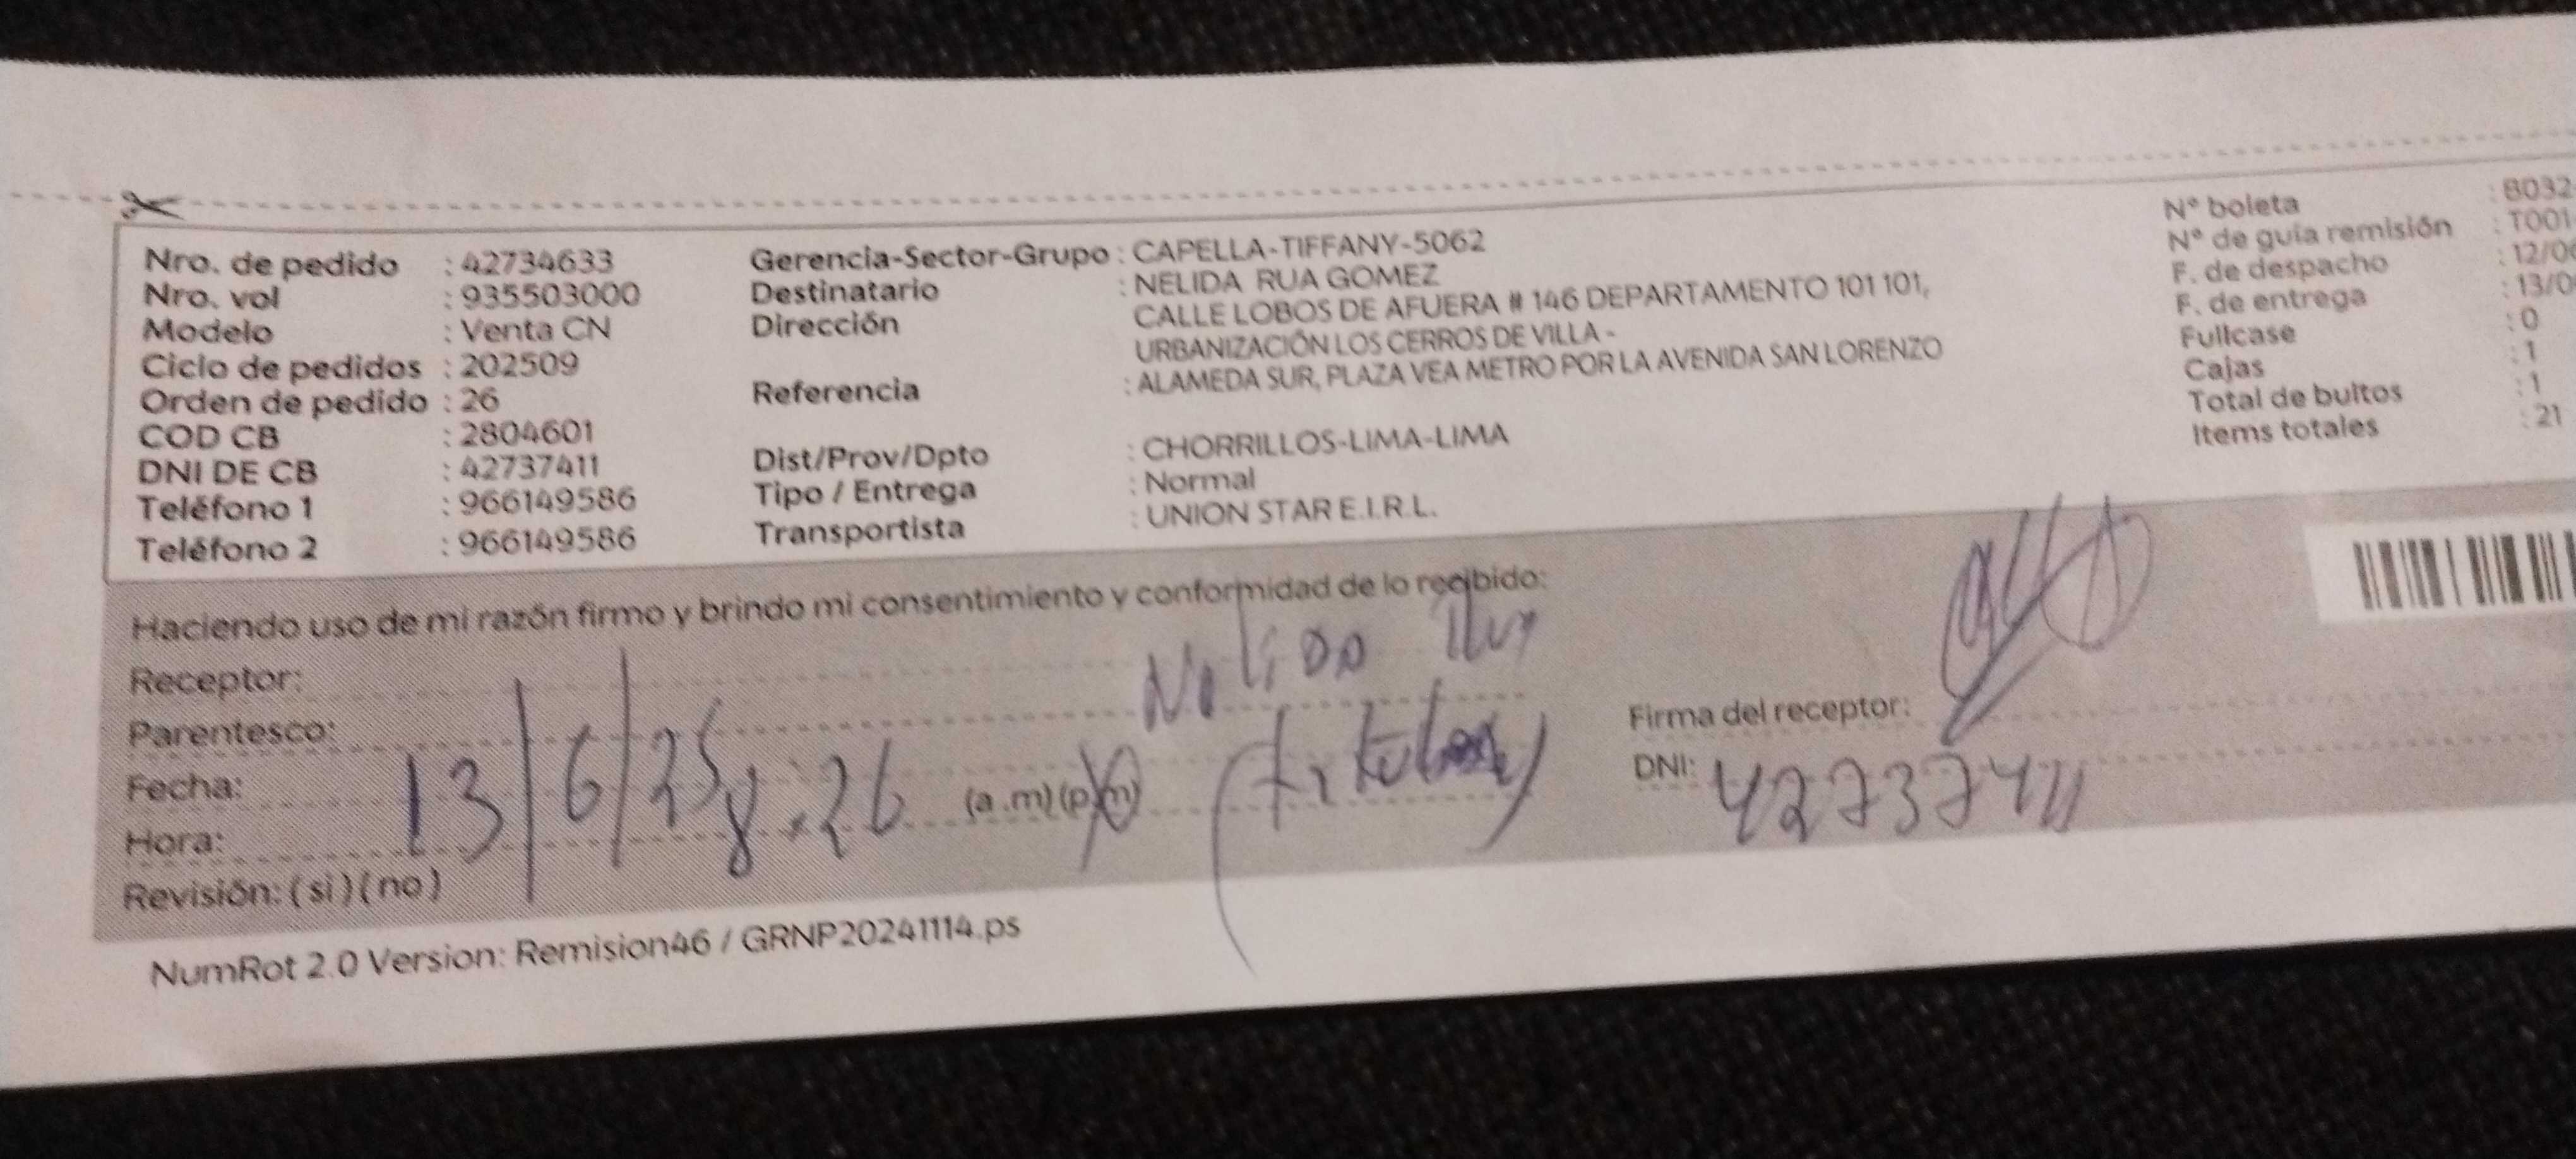 Nro. de pedido : 42734633
Nro. vol : 935503000
Modelo : Venta CN
Ciclo de pedidos : 202509
Orden de pedido : 26
COD CB : 2804601
DNI DE CB : 42737411
Teléfono 1 : 966149586
Teléfono 2 : 966149586
Gerencia-Sector-Grupo : CAPELLA-TIFFANY-5062
Destinatario : NELIDA RUA GOMEZ
Dirección CALLE LOBOS DE AFUERA # 146 DEPARTAMENTO 101 101,
URBANIZACIÓN LOS CERROS DE VILLA -
Referencia : ALAMEDA SUR, PLAZA VEA METRO POR LA AVENIDA SAN LORENZO
Dist/Prov/Dpto : CHORRILLOS-LIMA-LIMA
Tipo / Entrega : Normal
Transportista : UNION STAR E.I.R.L.
N° boleta : B032
N° de guía remisión : T001
F. de despacho : 12/0
F. de entrega : 13/0
Fullcase : 0
Cajas : 1
Total de bultos : 1
Items totales : 21
Haciendo uso de mi razón firmo y brindo mi consentimiento y conformidad de lo recibido:
Receptor:
Parentesco:
Fecha: 13/6/25
Hora: 8.26 (a.m) (p.m)
Revisión: (si) (no)
Firma del receptor:
DNI: 42737411
NumRot 2.0 Version: Remision46 / GRNP20241114.ps